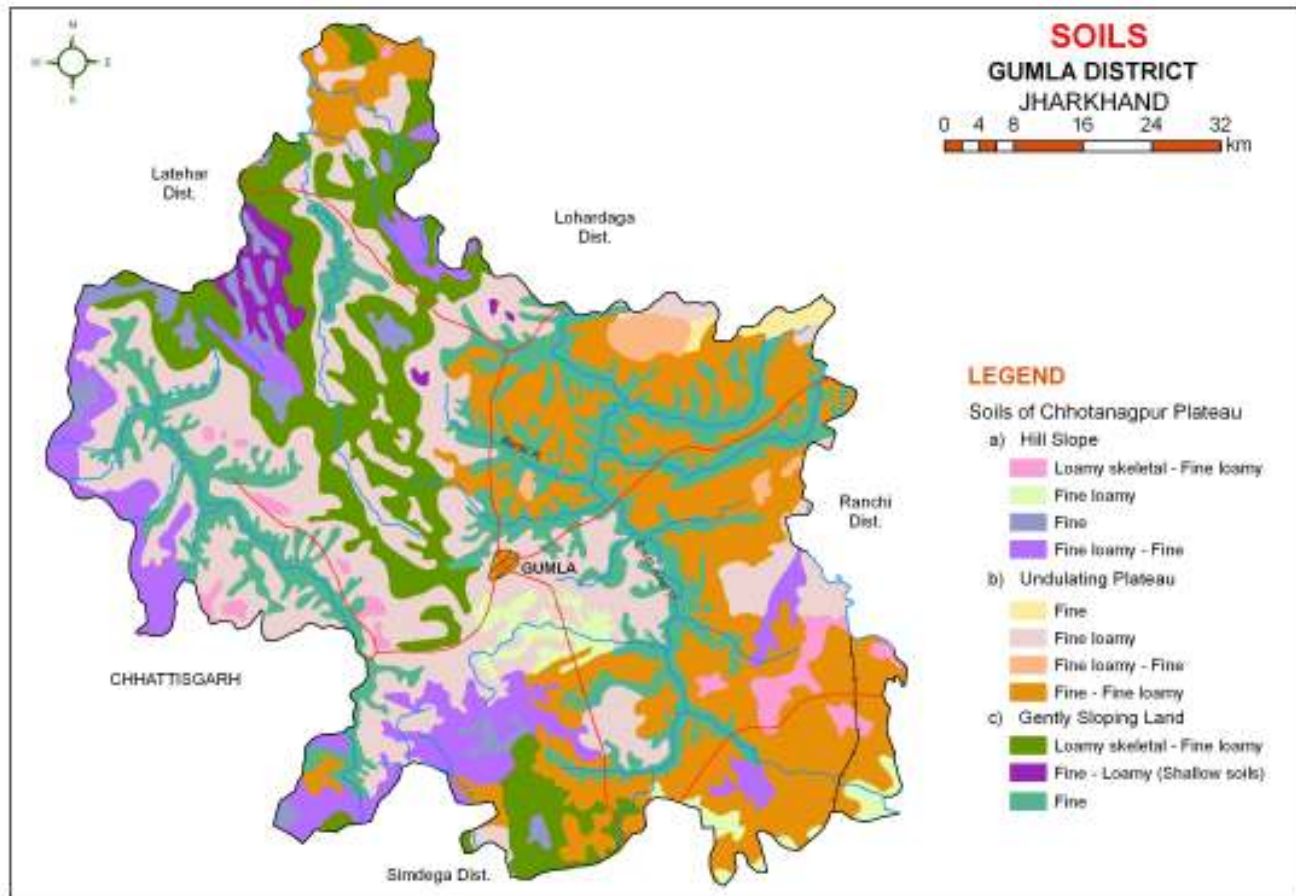 SOILS
GUMLA DISTRICT
JHARKHAND
0 4 8 16 24 32
km
N
E
S
Latehar
Dist.
Lohardaga
Dist.
Ranchi
Dist.
GUMLA
CHHATTISGARH
Simdega Dist.
LEGEND
Soils of Chhotanagpur Plateau
a) Hill Slope
Loamy skeletal - Fine loamy
Fine loamy
Fine
Fine loamy - Fine
b) Undulating Plateau
Fine
Fine loamy
Fine loamy - Fine
Fine - Fine loamy
c) Gently Sloping Land
Loamy skeletal - Fine loamy
Fine - Loamy (Shallow soils)
Fine